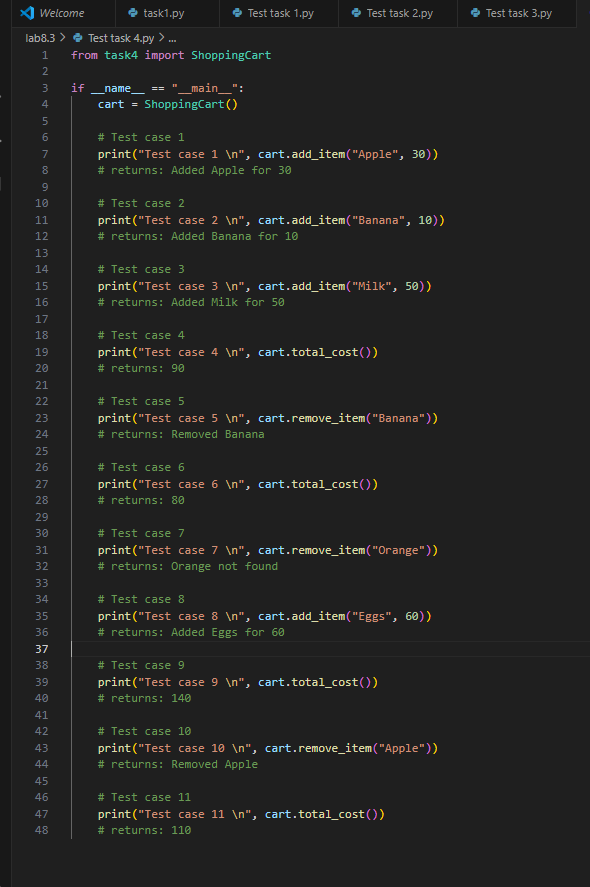 Welcome
task1.py
Test task 1.py
Test task 2.py
Test task 3.py
lab8.3 > Test task 4.py > ...
1 from task4 import ShoppingCart
2
3 if __name__ == "__main__":
4 cart = ShoppingCart()
5
6 # Test case 1
7 print("Test case 1 \n", cart.add_item("Apple", 30))
8 # returns: Added Apple for 30
9
10 # Test case 2
11 print("Test case 2 \n", cart.add_item("Banana", 10))
12 # returns: Added Banana for 10
13
14 # Test case 3
15 print("Test case 3 \n", cart.add_item("Milk", 50))
16 # returns: Added Milk for 50
17
18 # Test case 4
19 print("Test case 4 \n", cart.total_cost())
20 # returns: 90
21
22 # Test case 5
23 print("Test case 5 \n", cart.remove_item("Banana"))
24 # returns: Removed Banana
25
26 # Test case 6
27 print("Test case 6 \n", cart.total_cost())
28 # returns: 80
29
30 # Test case 7
31 print("Test case 7 \n", cart.remove_item("Orange"))
32 # returns: Orange not found
33
34 # Test case 8
35 print("Test case 8 \n", cart.add_item("Eggs", 60))
36 # returns: Added Eggs for 60
37
38 # Test case 9
39 print("Test case 9 \n", cart.total_cost())
40 # returns: 140
41
42 # Test case 10
43 print("Test case 10 \n", cart.remove_item("Apple"))
44 # returns: Removed Apple
45
46 # Test case 11
47 print("Test case 11 \n", cart.total_cost())
48 # returns: 110